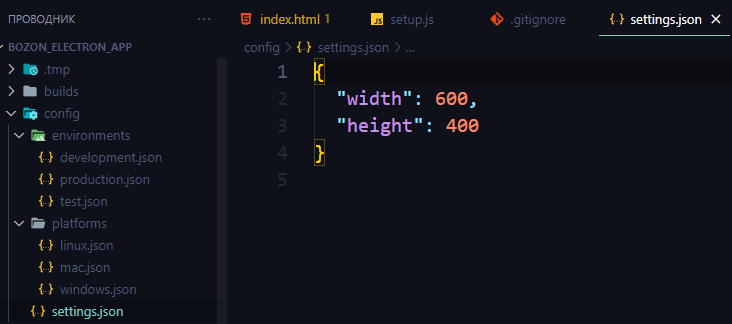 ПРОВОДНИК ...
BOZON_ELECTRON_APP
.tmp
builds
config
environments
development.json
production.json
test.json
platforms
linux.json
mac.json
windows.json
settings.json
index.html 1
setup.js
.gitignore
settings.json
config > settings.json > ...
1 {
2 "width": 600,
3 "height": 400
4 }
5